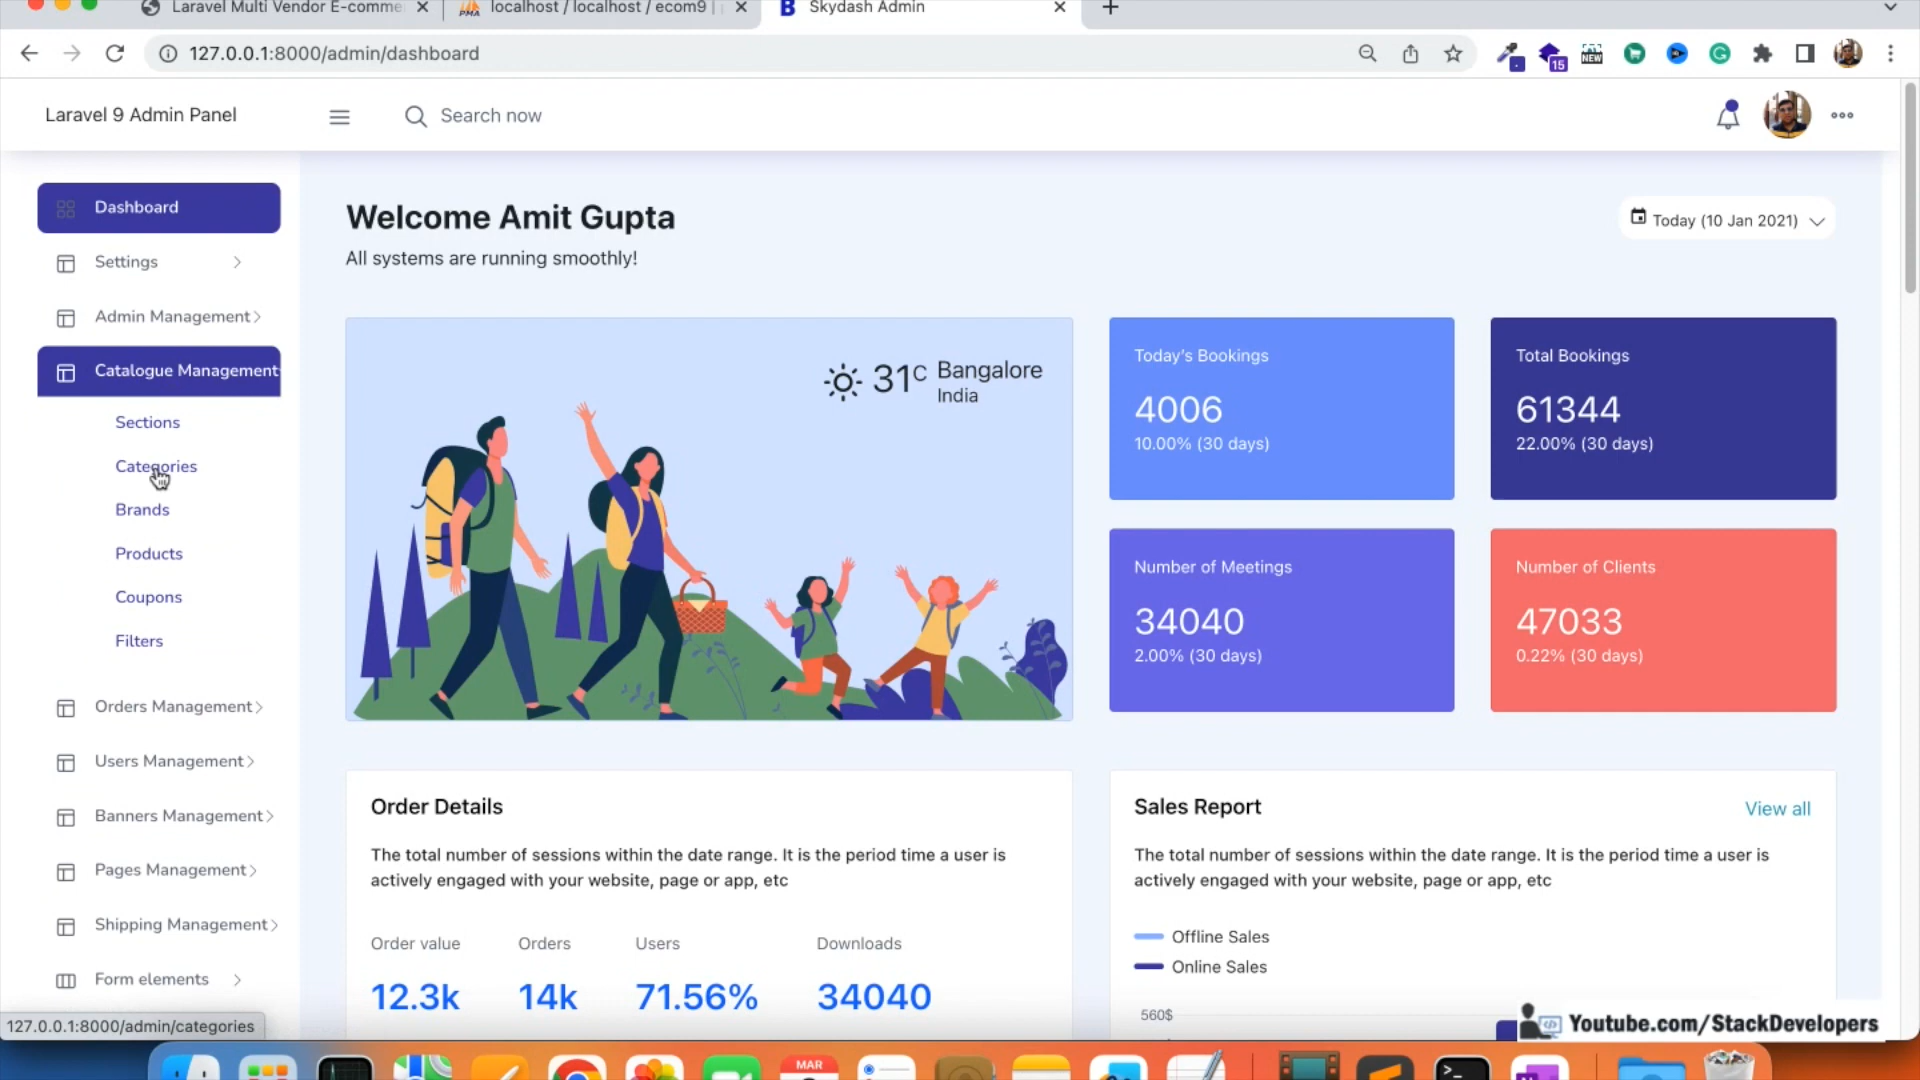 Laravel Multi Vendor E-comme
localhost / localhost / ecom9 | p
Skydash Admin
127.0.0.1:8000/admin/dashboard
15
NEW
Laravel 9 Admin Panel
Search now
Dashboard
Settings
Admin Management
Catalogue Management
Sections
Categories
Brands
Products
Coupons
Filters
Orders Management
Users Management
Banners Management
Pages Management
Shipping Management
Form elements
127.0.0.1:8000/admin/categories
Welcome Amit Gupta
All systems are running smoothly!
Today (10 Jan 2021)
31C Bangalore
India
Today's Bookings
4006
10.00% (30 days)
Total Bookings
61344
22.00% (30 days)
Number of Meetings
34040
2.00% (30 days)
Number of Clients
47033
0.22% (30 days)
Order Details
The total number of sessions within the date range. It is the period time a user is
actively engaged with your website, page or app, etc
Order value
Orders
Users
Downloads
12.3k
14k
71.56%
34040
Sales Report
View all
The total number of sessions within the date range. It is the period time a user is
actively engaged with your website, page or app, etc
Offline Sales
Online Sales
560$
Youtube.com/StackDevelopers
MAR